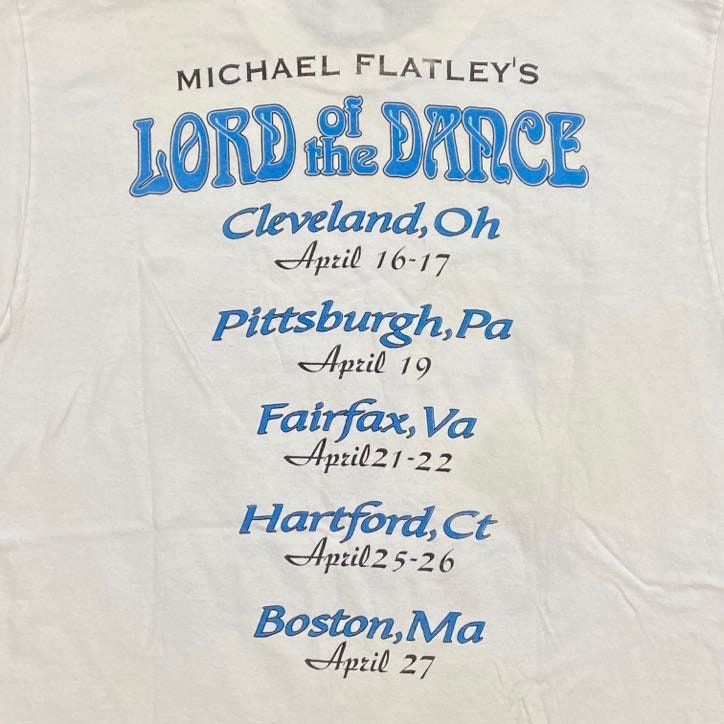 MICHAEL FLATLEY'S
LORD of the DANCE
Cleveland,Oh
April 16-17
Pittsburgh,Pa
April 19
Fairfax,Va
April21-22
Hartford,Ct
April25-26
Boston,Ma
April 27